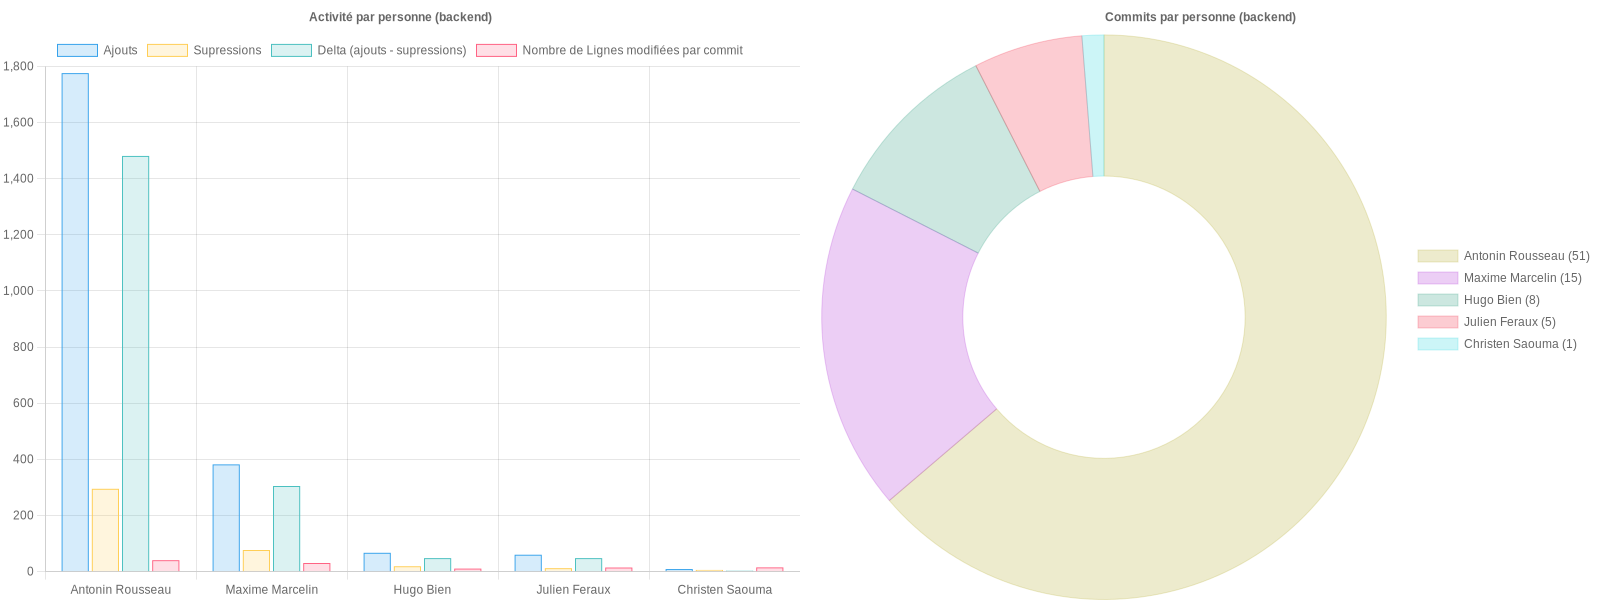 Activité par personne (backend)
Ajouts
Supressions
Delta (ajouts - supressions)
Nombre de Lignes modifiées par commit
1,800
1,600
1,400
1,200
1,000
800
600
400
200
0
Antonin Rousseau
Maxime Marcelin
Hugo Bien
Julien Feraux
Christen Saouma
Commits par personne (backend)
Antonin Rousseau (51)
Maxime Marcelin (15)
Hugo Bien (8)
Julien Feraux (5)
Christen Saouma (1)